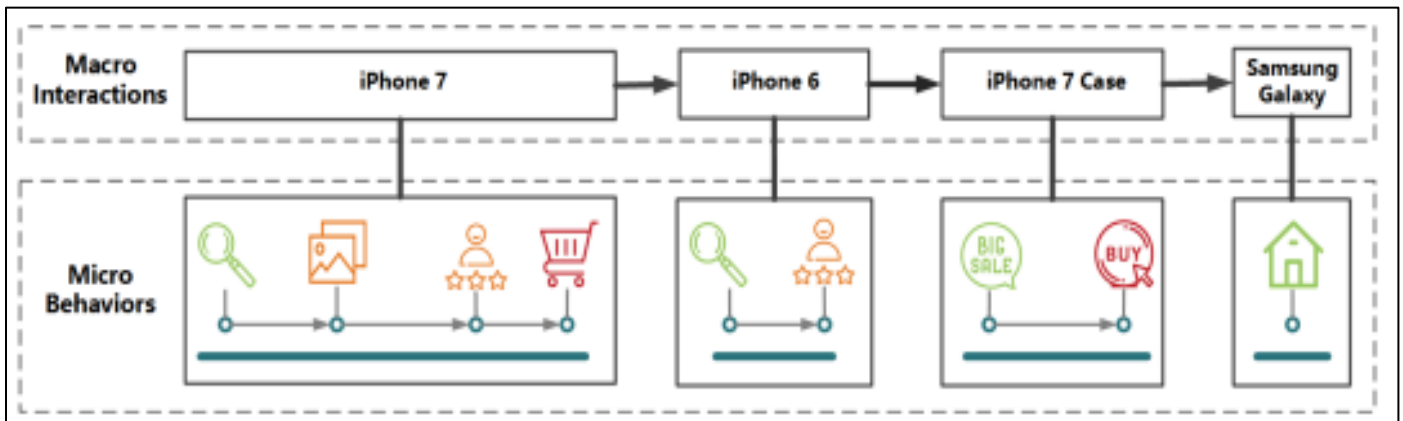 Macro
Interactions
iPhone 7
iPhone 6
iPhone 7 Case
Samsung
Galaxy
Micro
Behaviors
BIG
SALE
BUY